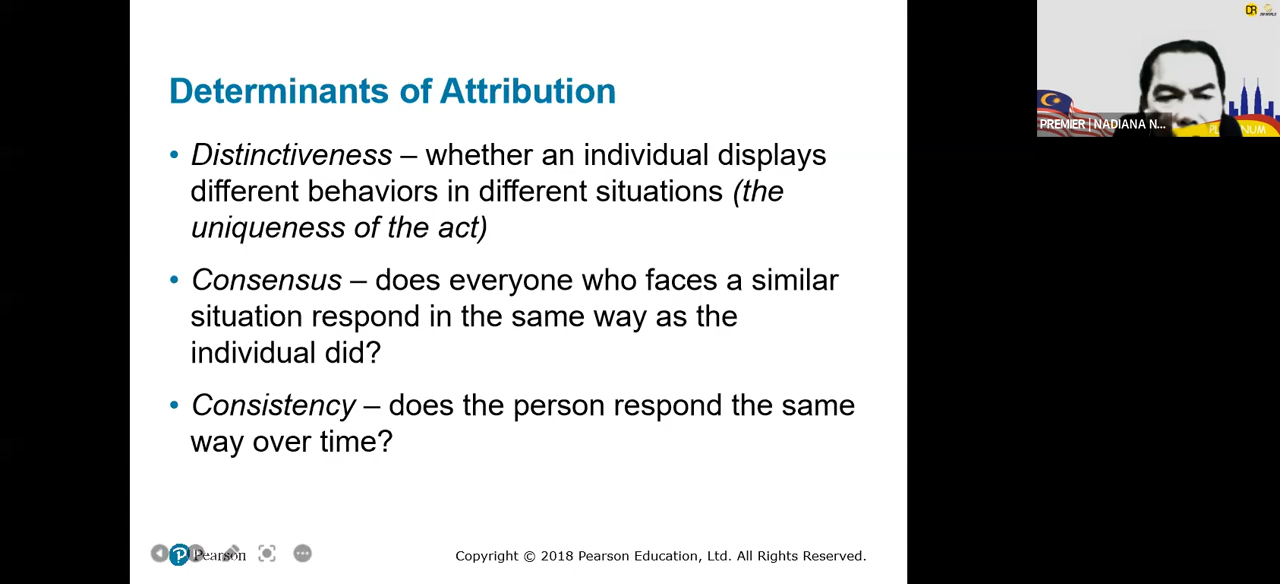 Determinants of Attribution
• Distinctiveness – whether an individual displays
different behaviors in different situations (the
uniqueness of the act)
• Consensus – does everyone who faces a similar
situation respond in the same way as the
individual did?
• Consistency – does the person respond the same
way over time?
Pearson
Copyright © 2018 Pearson Education, Ltd. All Rights Reserved.
DR
PREMIER | NADIANA N...